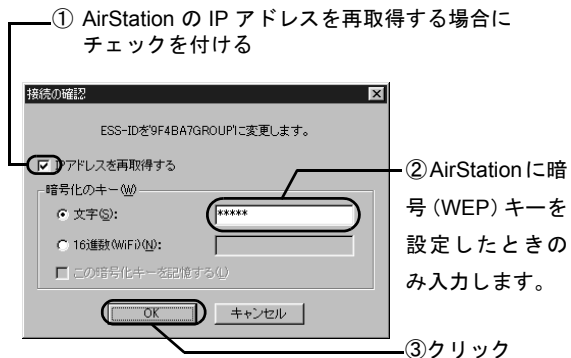 ① AirStation の IP アドレスを再取得する場合に
チェックを付ける
接続の確認
ESS-IDを'9F4BA7GROUP'に変更します。
IPアドレスを再取得する
暗号化のキー(W)
文字(S):
*****
16進数(WiFi)(N):
この暗号化キーを記憶する(U)
OK
キャンセル
②AirStationに暗
号(WEP)キーを
設定したときの
み入力します。
③クリック